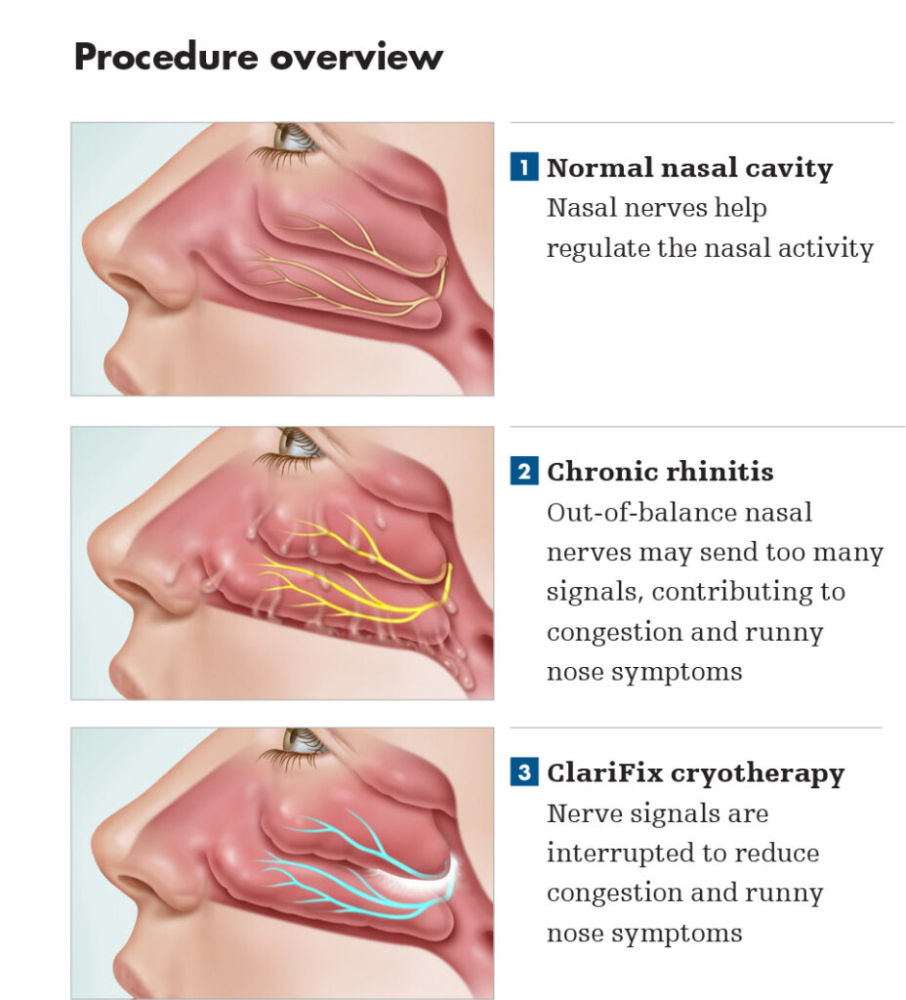 Procedure overview
1 Normal nasal cavity
Nasal nerves help
regulate the nasal activity
2 Chronic rhinitis
Out-of-balance nasal
nerves may send too many
signals, contributing to
congestion and runny
nose symptoms
3 ClariFix cryotherapy
Nerve signals are
interrupted to reduce
congestion and runny
nose symptoms